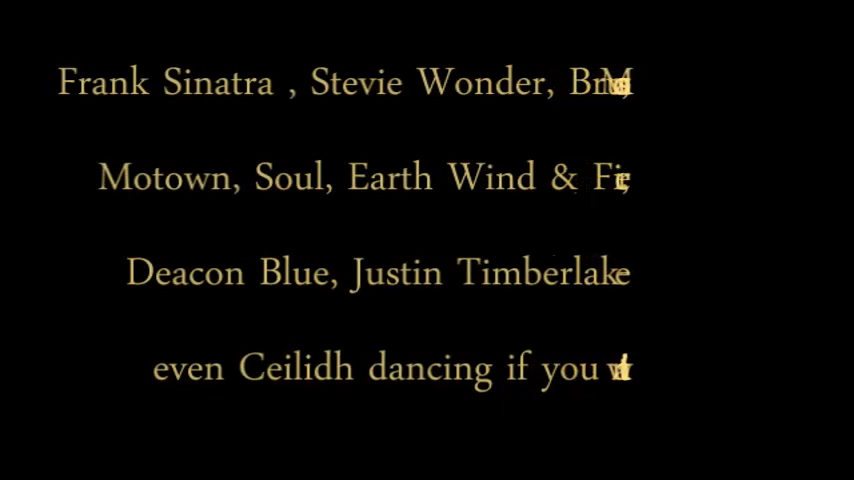 Frank Sinatra , Stevie Wonder,
Motown, Soul, Earth Wind &
Deacon Blue, Justin Timberlake
even Ceilidh dancing if you